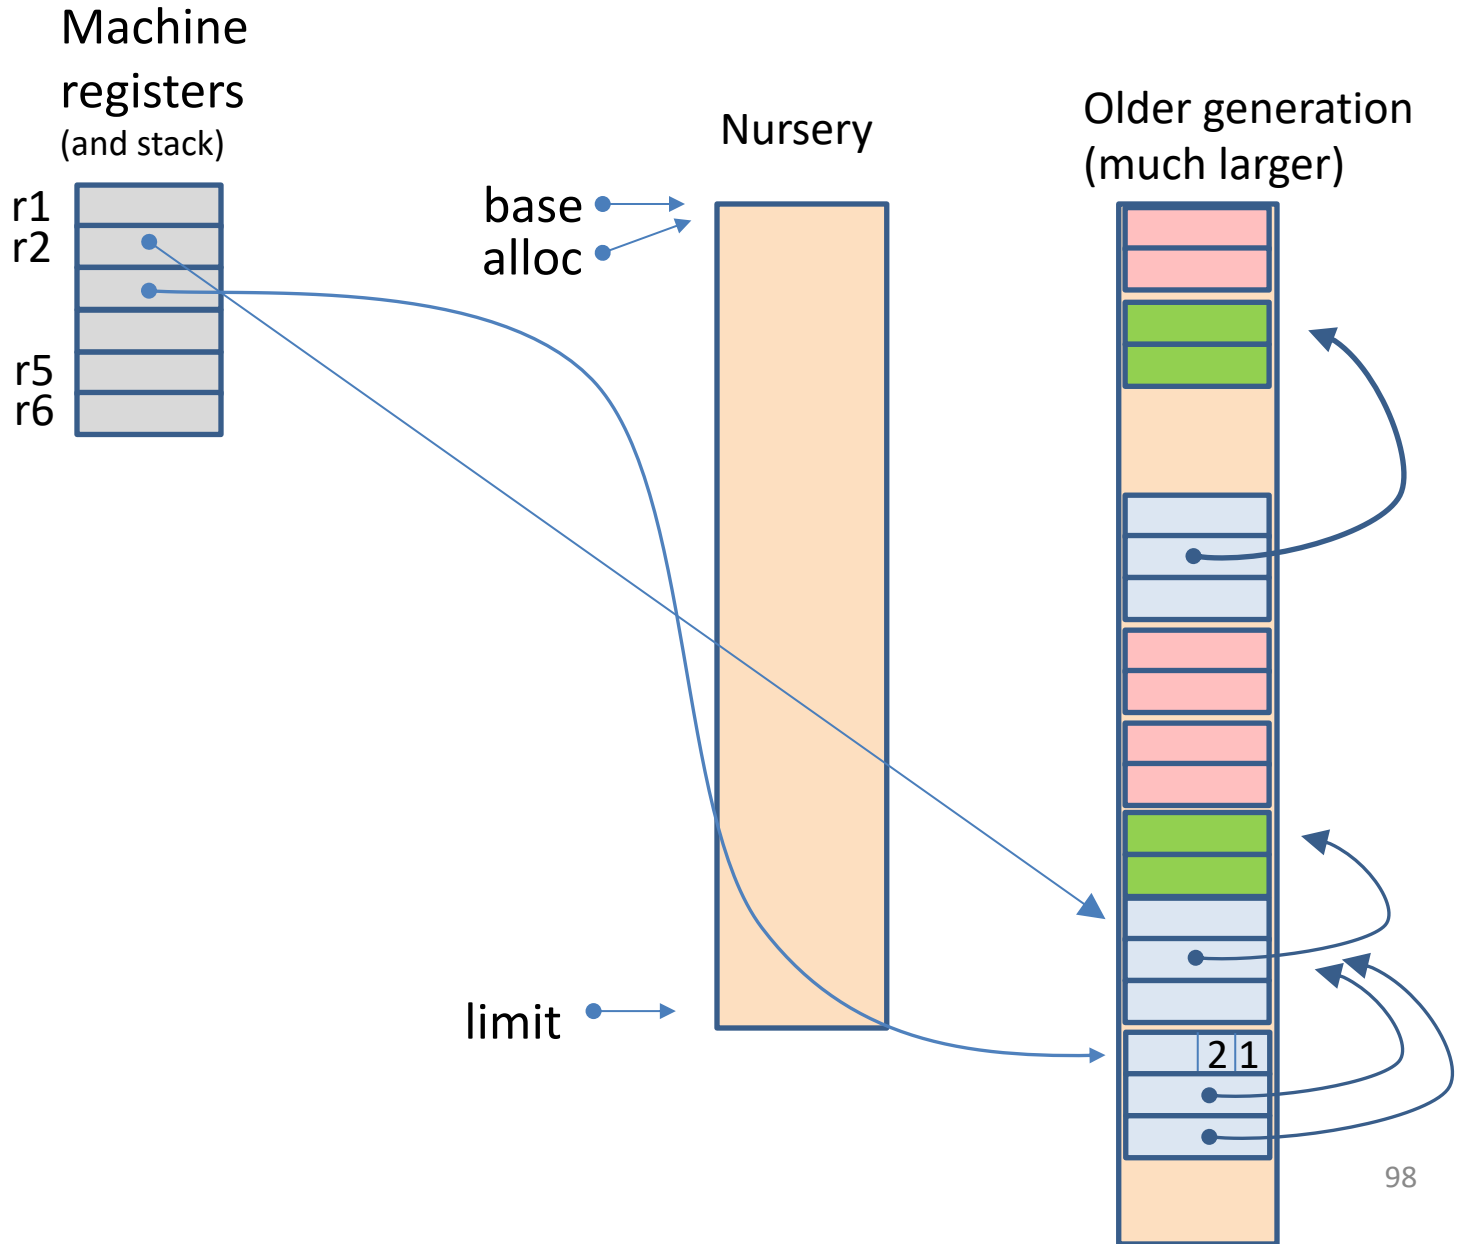 Machine
registers
(and stack)
r1
r2
r5
r6
Nursery
base
alloc
limit
Older generation
(much larger)
2 1
98